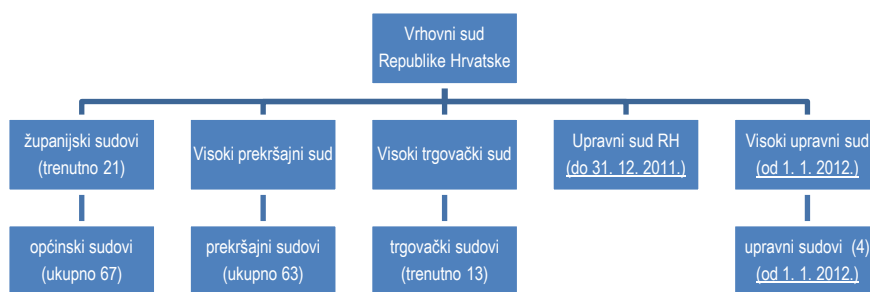 Vrhovni sud
Republike Hrvatske
županijski sudovi
(trenutno 21)
Visoki prekršajni sud
Visoki trgovački sud
Upravni sud RH
(do 31. 12. 2011.)
Visoki upravni sud
(od 1. 1. 2012.)
općinski sudovi
(ukupno 67)
prekršajni sudovi
(ukupno 63)
trgovački sudovi
(trenutno 13)
upravni sudovi (4)
(od 1. 1. 2012.)